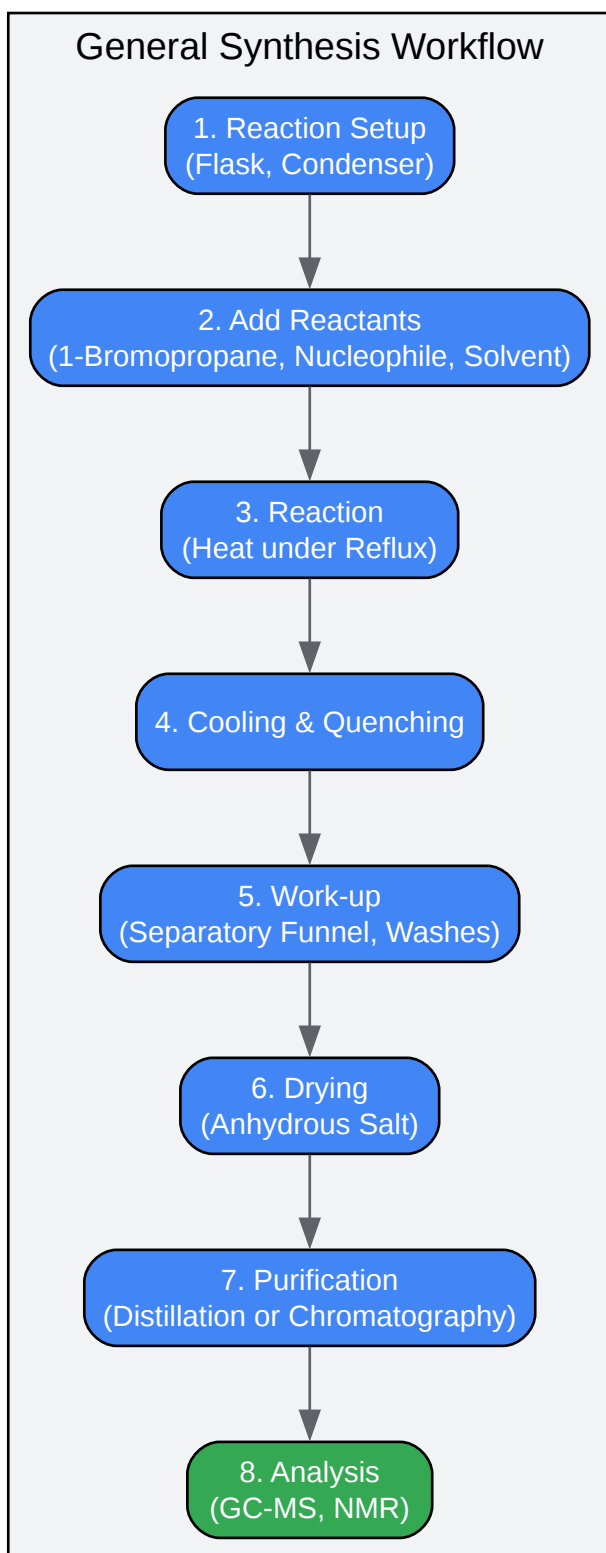 General Synthesis Workflow
1. Reaction Setup
(Flask, Condenser)
2. Add Reactants
(1-Bromopropane, Nucleophile, Solvent)
3. Reaction
(Heat under Reflux)
4. Cooling & Quenching
5. Work-up
(Separatory Funnel, Washes)
6. Drying
(Anhydrous Salt)
7. Purification
(Distillation or Chromatography)
8. Analysis
(GC-MS, NMR)